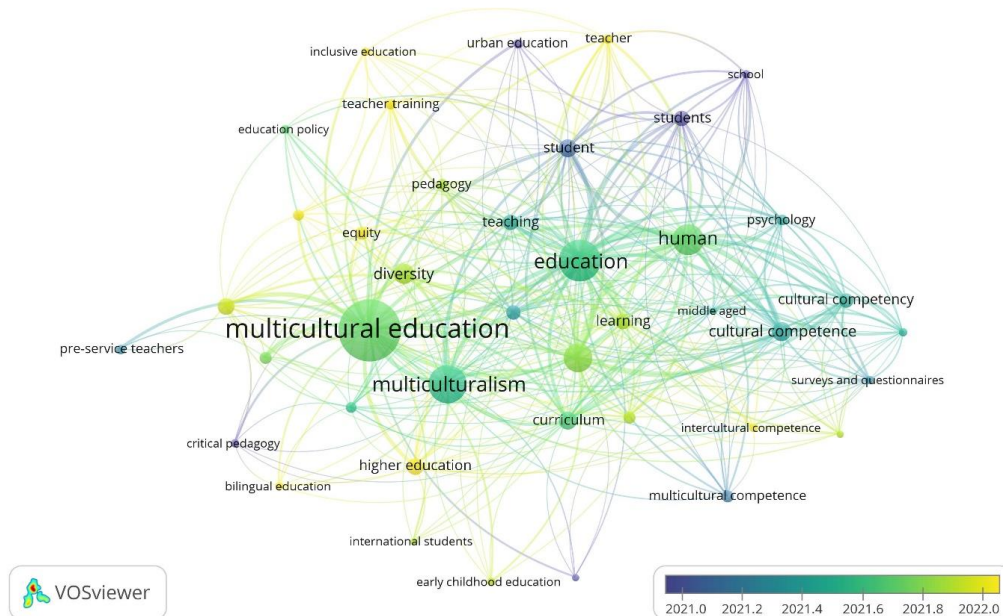 urban education
teacher
inclusive education
school
teacher training
students
education policy
student
pedagogy
teaching
psychology
equity
human
diversity
education
cultural competency
middle aged
learning
multicultural education
cultural competence
pre-service teachers
surveys and questionnaires
multiculturalism
curriculum
intercultural competence
critical pedagogy
higher education
bilingual education
multicultural competence
international students
early childhood education
VOSviewer
2021.0 2021.2 2021.4 2021.6 2021.8 2022.0